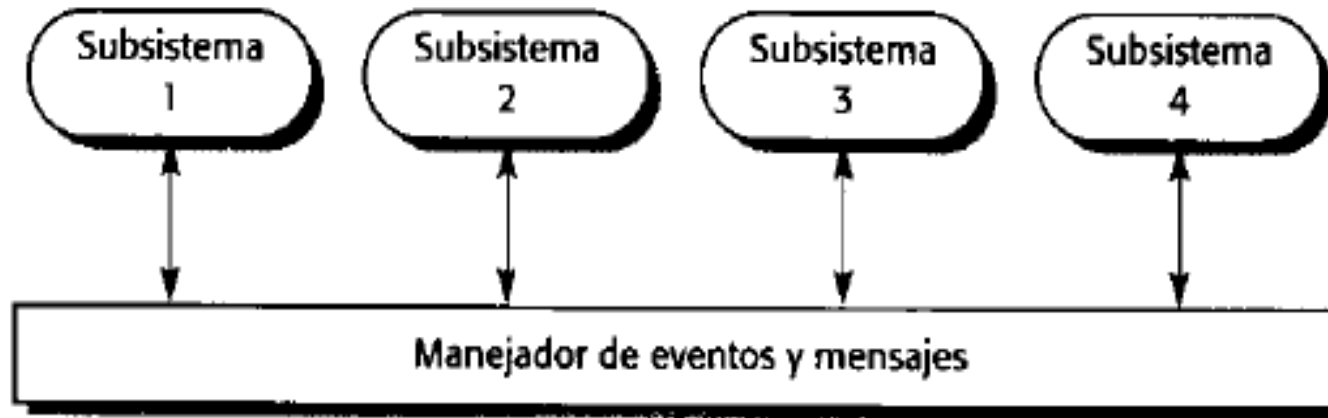 Subsistema
1
Subsistema
2
Subsistema
3
Subsistema
4
Manejador de eventos y mensajes